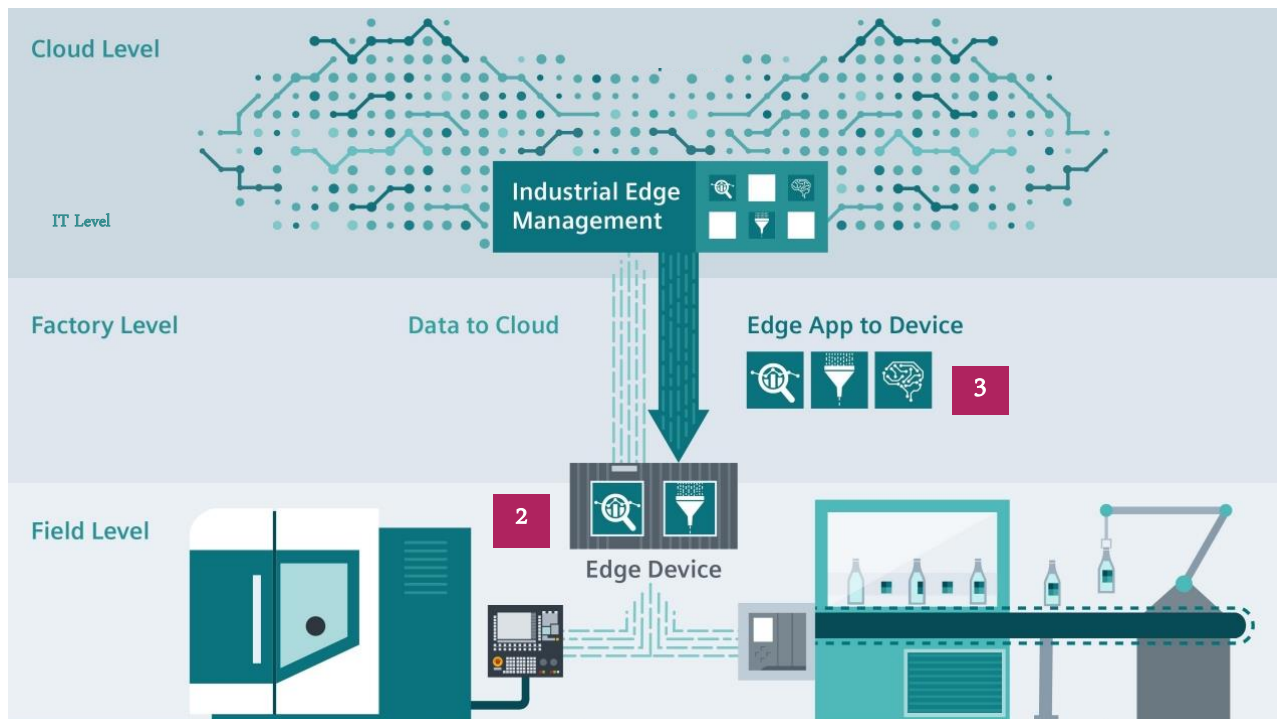 Cloud Level
Industrial Edge
Management
IT Level
Factory Level
Data to Cloud
Edge App to Device
3
2
Field Level
Edge Device